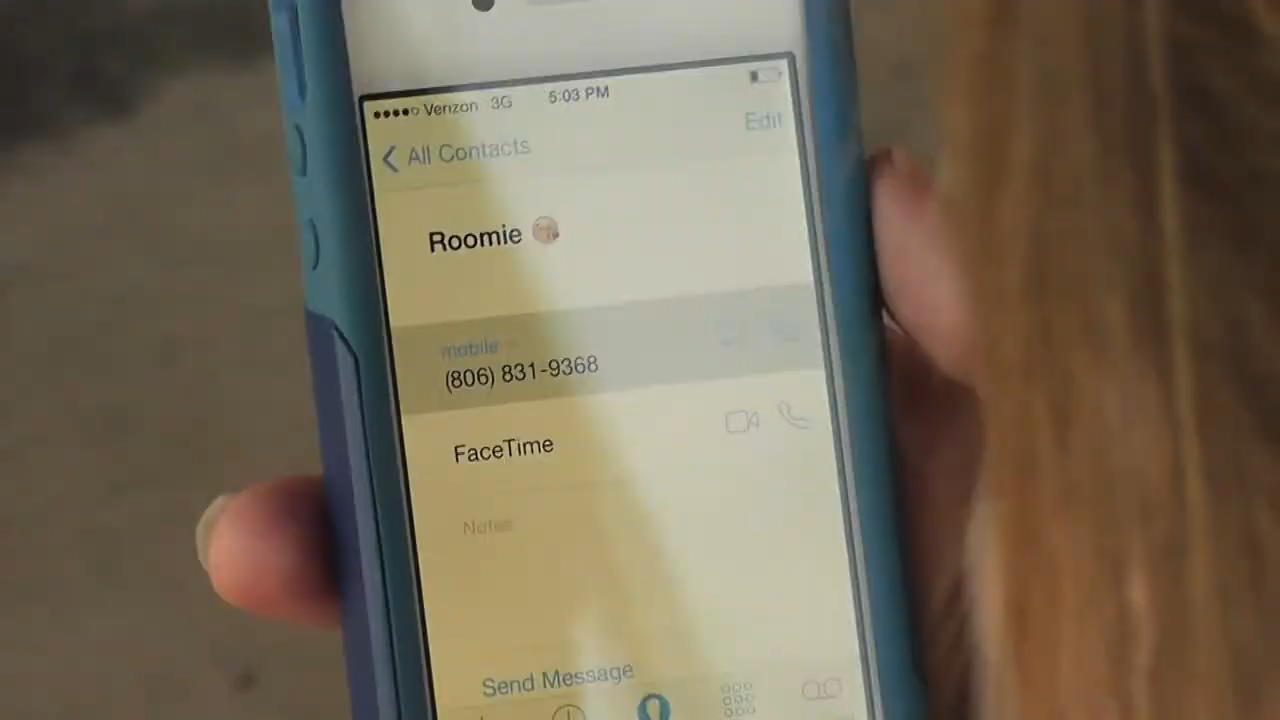 Verizon 3G 5:03 PM
All Contacts Edit
Roomie
mobile
(806) 831-9368
FaceTime
Notes
Send Message